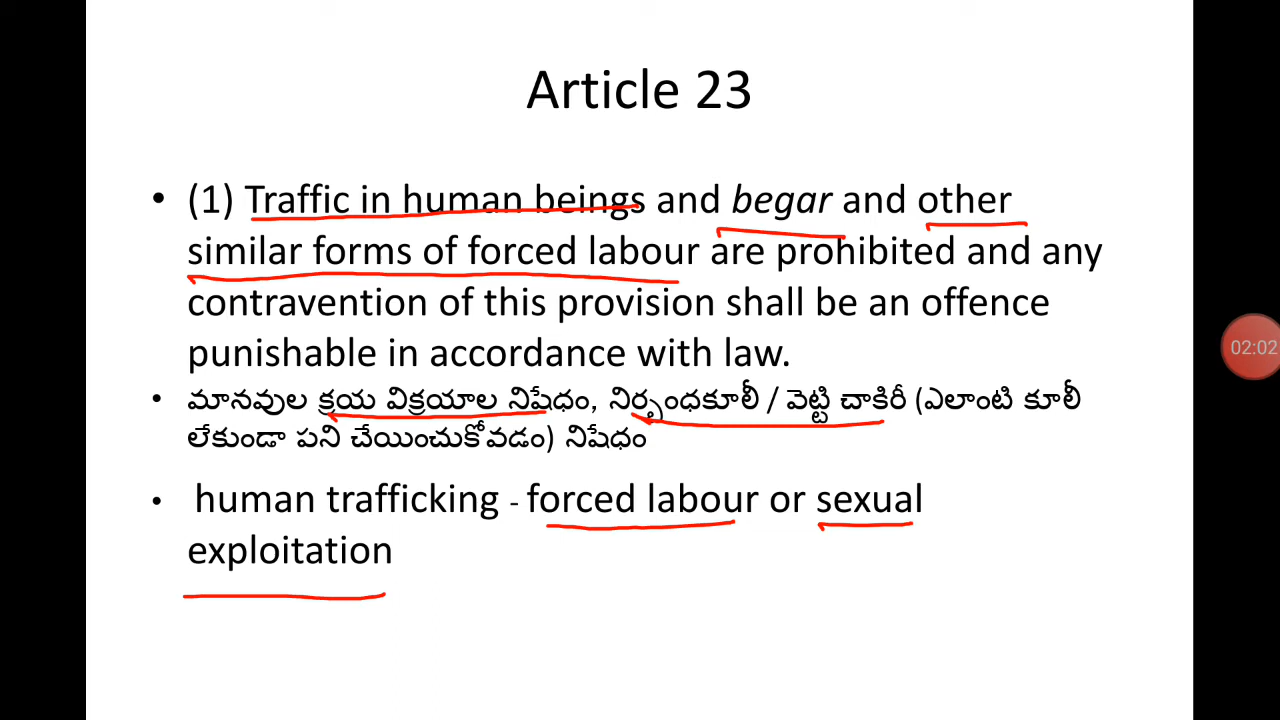 Article 23
• (1) Traffic in human beings and begar and other
similar forms of forced labour are prohibited and any
contravention of this provision shall be an offence
punishable in accordance with law.
• మానవుల క్రయ విక్రయాల నిషేధం, నిర్బంధకూలీ / వెట్టి చాకిరీ (ఎలాంటి కూలీ
లేకుండా పని చేయించుకోవడం) నిషేధం
• human trafficking - forced labour or sexual
exploitation
02:02